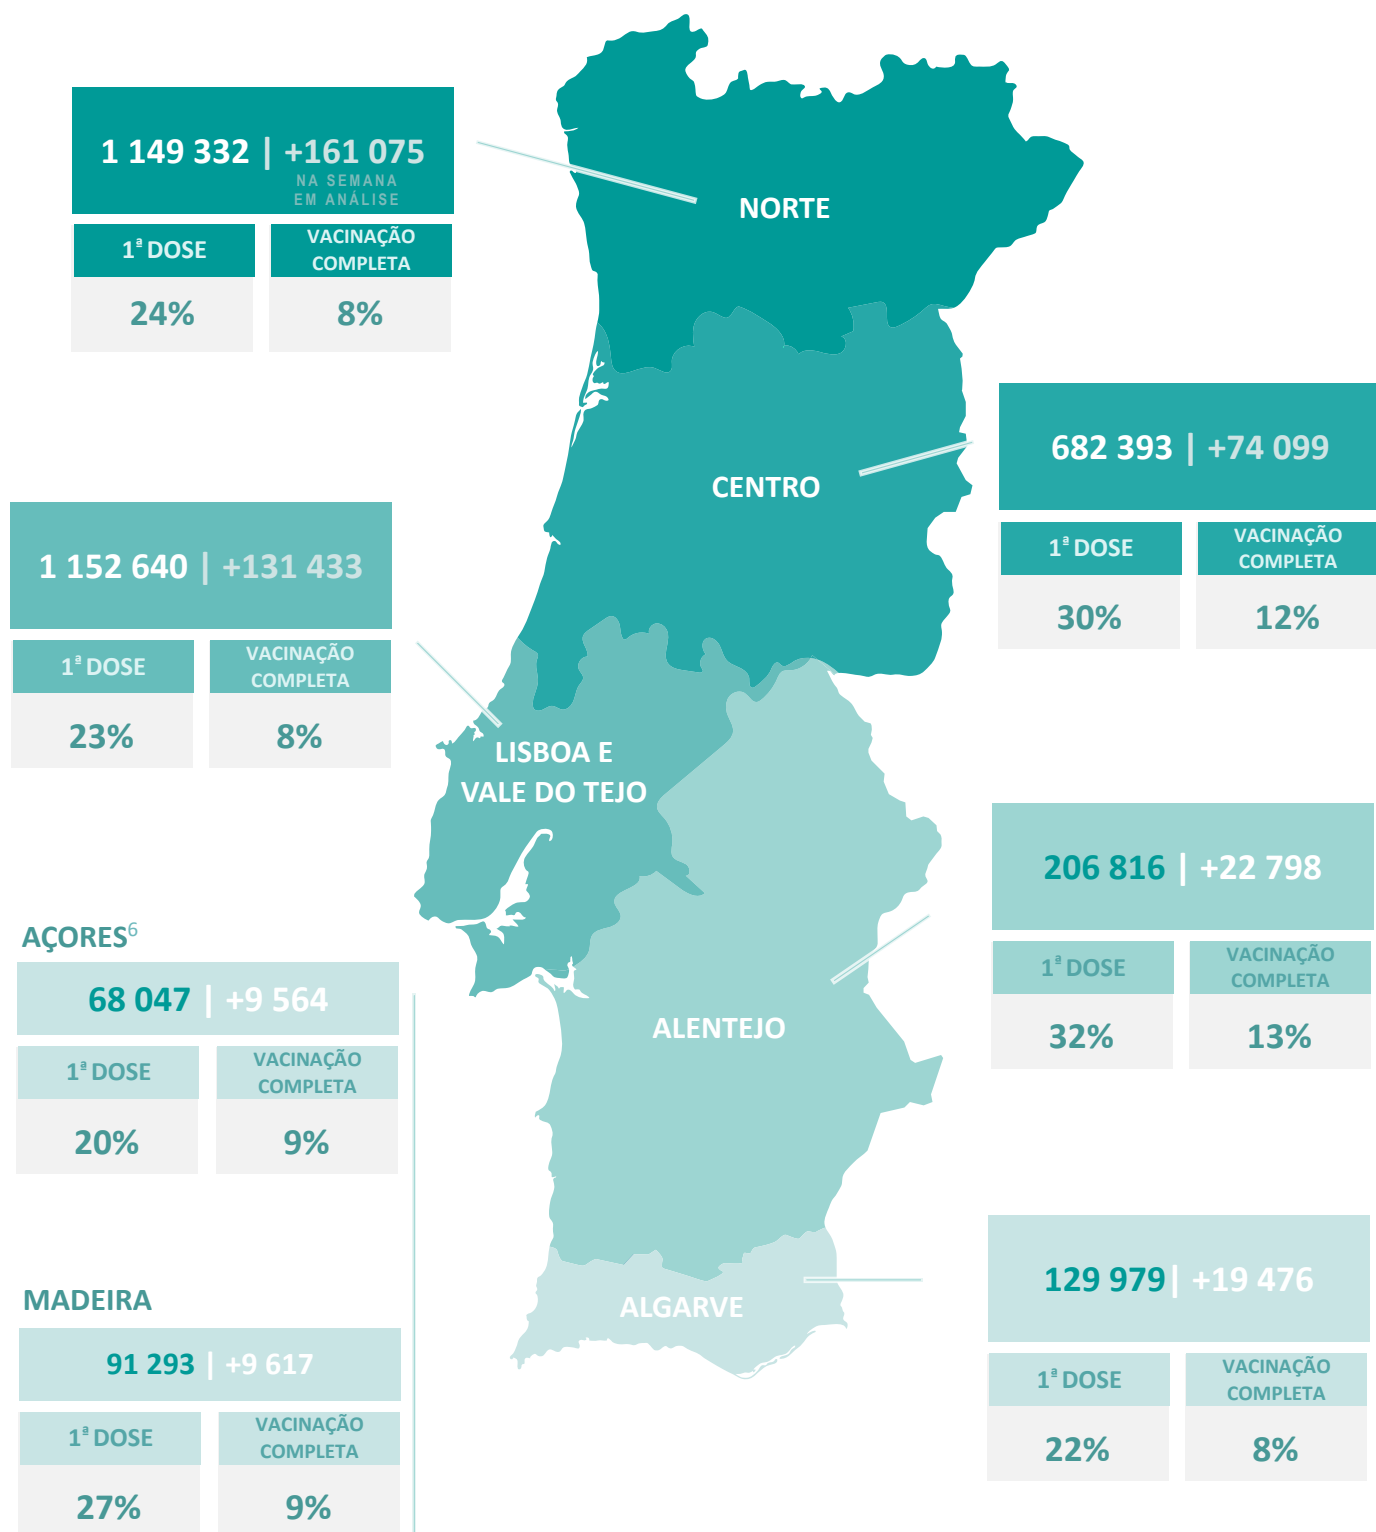 1 149 332 | +161 075
NA SEMANA
EM ANÁLISE
1ª DOSE
VACINAÇÃO
COMPLETA
24%
8%
NORTE
682 393 | +74 099
1ª DOSE
VACINAÇÃO
COMPLETA
30%
12%
CENTRO
1 152 640 | +131 433
1ª DOSE
VACINAÇÃO
COMPLETA
23%
8%
LISBOA E
VALE DO TEJO
206 816 | +22 798
1ª DOSE
VACINAÇÃO
COMPLETA
32%
13%
ALENTEJO
AÇORES⁶
68 047 | +9 564
1ª DOSE
VACINAÇÃO
COMPLETA
20%
9%
129 979 | +19 476
1ª DOSE
VACINAÇÃO
COMPLETA
22%
8%
ALGARVE
MADEIRA
91 293 | +9 617
1ª DOSE
VACINAÇÃO
COMPLETA
27%
9%